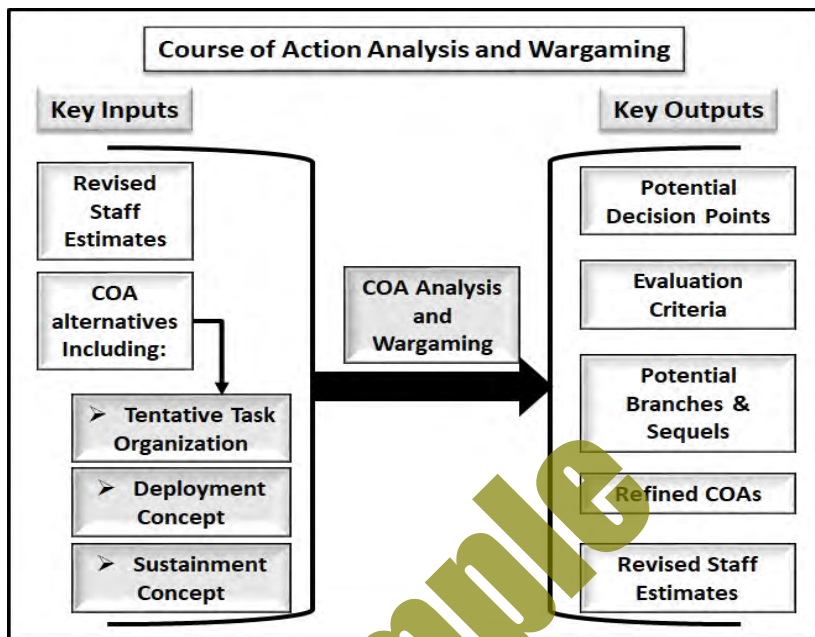 Course of Action Analysis and Wargaming
Key Inputs
Revised
Staff
Estimates
COA
alternatives
Including:
➢ Tentative Task
Organization
➢ Deployment
Concept
➢ Sustainment
Concept
COA Analysis
and
Wargaming
Key Outputs
Potential
Decision Points
Evaluation
Criteria
Potential
Branches &
Sequels
Refined COAs
Revised Staff
Estimates